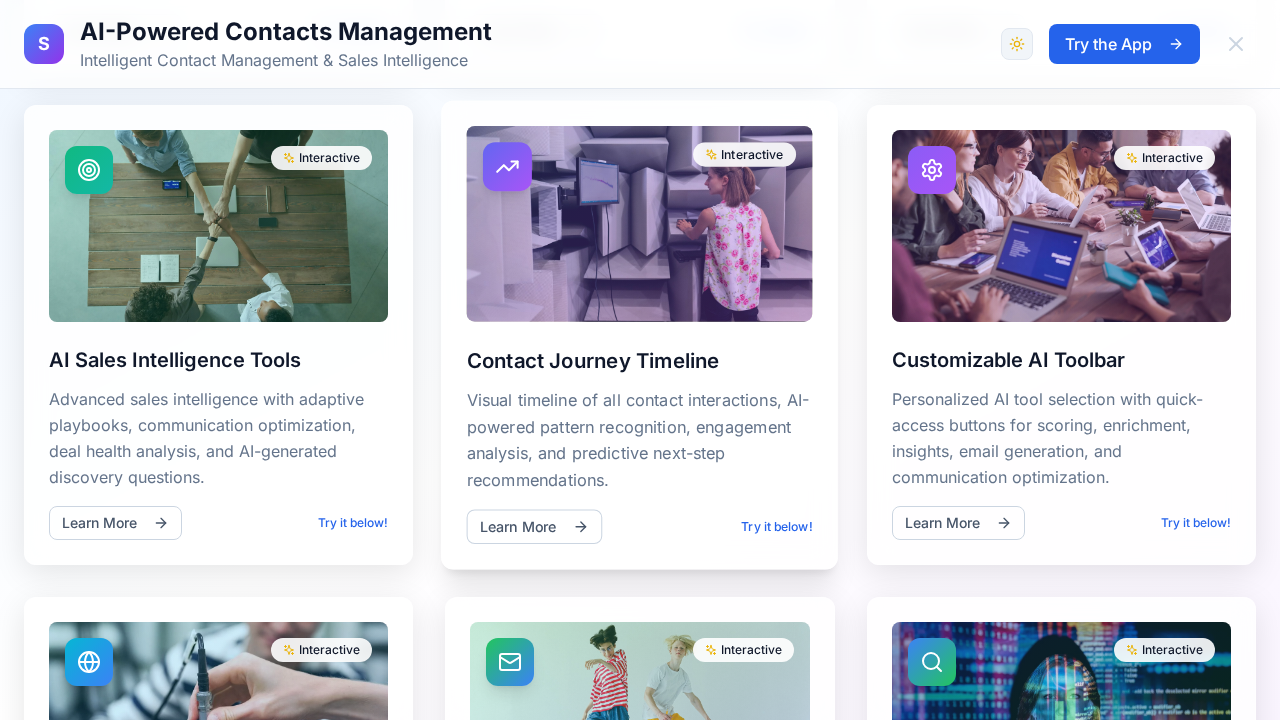 S
AI-Powered Contacts Management
Intelligent Contact Management & Sales Intelligence
Try the App
Interactive
AI Sales Intelligence Tools
Advanced sales intelligence with adaptive
playbooks, communication optimization,
deal health analysis, and AI-generated
discovery questions.
Learn More
Try it below!
Interactive
Contact Journey Timeline
Visual timeline of all contact interactions, AI-
powered pattern recognition, engagement
analysis, and predictive next-step
recommendations.
Learn More
Try it below!
Interactive
Customizable AI Toolbar
Personalized AI tool selection with quick-
access buttons for scoring, enrichment,
insights, email generation, and
communication optimization.
Learn More
Try it below!
Interactive
Interactive
Interactive